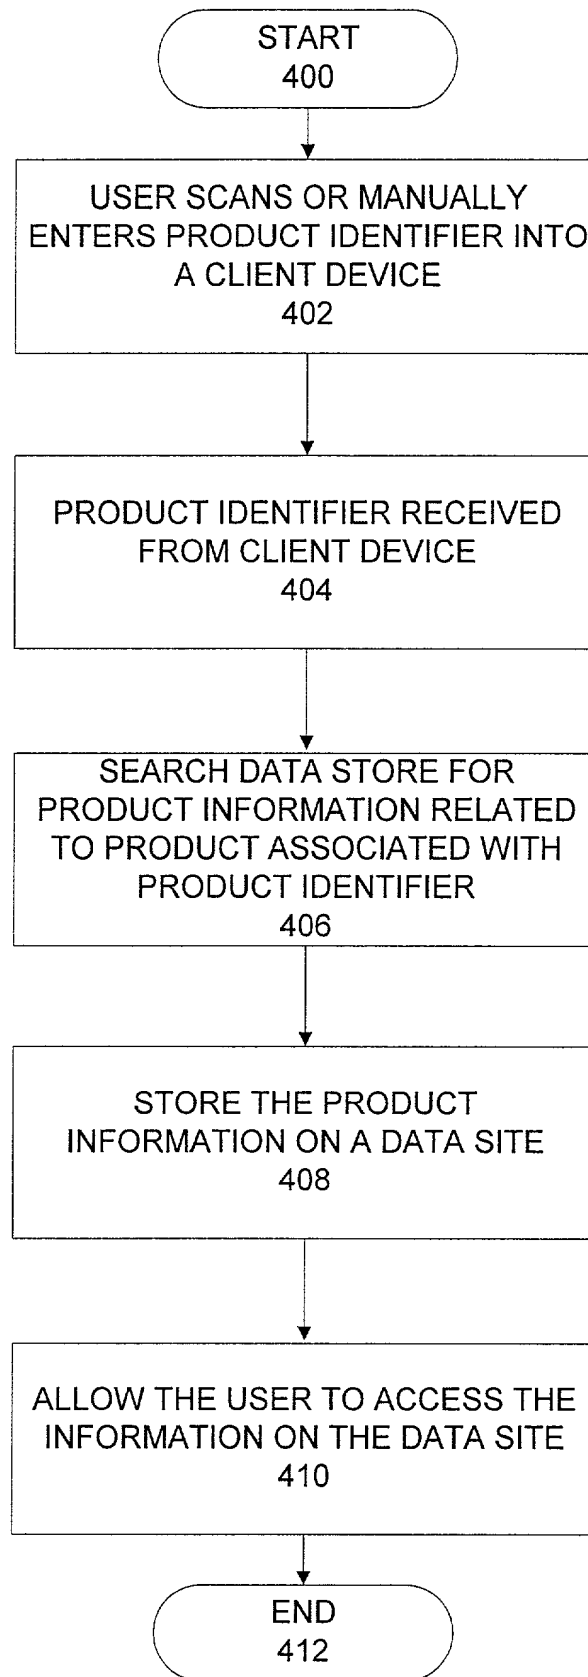 START
400
USER SCANS OR MANUALLY
ENTERS PRODUCT IDENTIFIER INTO
A CLIENT DEVICE
402
PRODUCT IDENTIFIER RECEIVED
FROM CLIENT DEVICE
404
SEARCH DATA STORE FOR
PRODUCT INFORMATION RELATED
TO PRODUCT ASSOCIATED WITH
PRODUCT IDENTIFIER
406
STORE THE PRODUCT
INFORMATION ON A DATA SITE
408
ALLOW THE USER TO ACCESS THE
INFORMATION ON THE DATA SITE
410
END
412